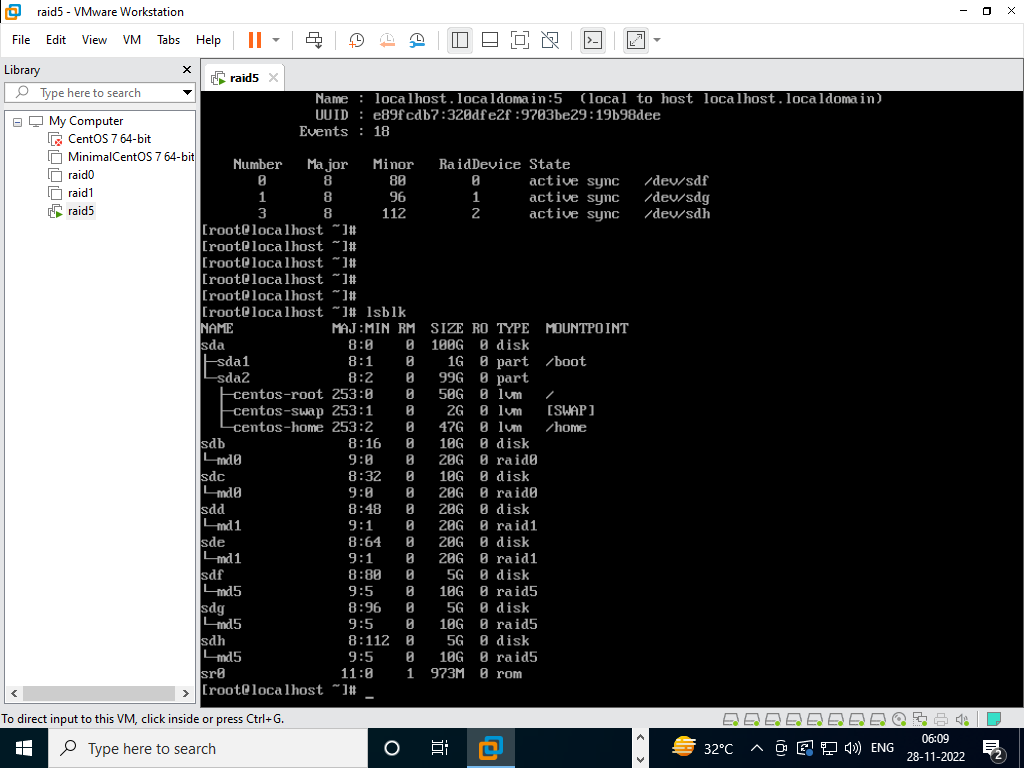 raid5 - VMware Workstation
File Edit View VM Tabs Help
Library
Type here to search
My Computer
CentOS 7 64-bit
MinimalCentOS 7 64-bit
raid0
raid1
raid5
raid5
Name : localhost.localdomain:5 (local to host localhost.localdomain)
UUID : e89fcdb7:320dfe2f:9703be29:19b98dee
Events : 18
Number Major Minor RaidDevice State
0 8 80 0 active sync /dev/sdf
1 8 96 1 active sync /dev/sdg
3 8 112 2 active sync /dev/sdh
[root@localhost ~]#
[root@localhost ~]#
[root@localhost ~]#
[root@localhost ~]#
[root@localhost ~]#
[root@localhost ~]# lsblk
NAME MAJ:MIN RM SIZE RO TYPE MOUNTPOINT
sda 8:0 0 100G 0 disk
├─sda1 8:1 0 1G 0 part /boot
└─sda2 8:2 0 99G 0 part
├─centos-root 253:0 0 50G 0 lvm /
├─centos-swap 253:1 0 2G 0 lvm [SWAP]
└─centos-home 253:2 0 47G 0 lvm /home
sdb 8:16 0 10G 0 disk
└─md0 9:0 0 20G 0 raid0
sdc 8:32 0 10G 0 disk
└─md0 9:0 0 20G 0 raid0
sdd 8:48 0 20G 0 disk
└─md1 9:1 0 20G 0 raid1
sde 8:64 0 20G 0 disk
└─md1 9:1 0 20G 0 raid1
sdf 8:80 0 5G 0 disk
└─md5 9:5 0 10G 0 raid5
sdg 8:96 0 5G 0 disk
└─md5 9:5 0 10G 0 raid5
sdh 8:112 0 5G 0 disk
└─md5 9:5 0 10G 0 raid5
sr0 11:0 1 973M 0 rom
[root@localhost ~]# _
To direct input to this VM, click inside or press Ctrl+G.
Type here to search
32°C
ENG
06:09
28-11-2022
2